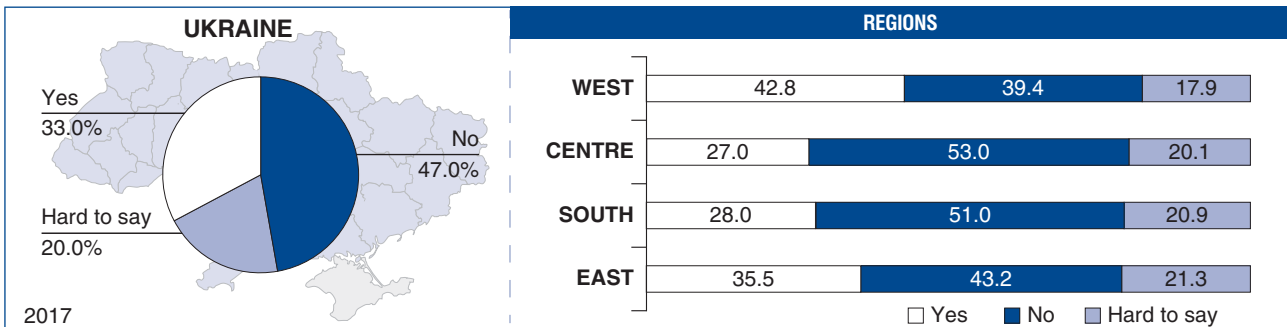 UKRAINE
Yes
33.0%
No
47.0%
Hard to say
20.0%
2017
REGIONS
WEST 42.8 39.4 17.9
CENTRE 27.0 53.0 20.1
SOUTH 28.0 51.0 20.9
EAST 35.5 43.2 21.3
Yes No Hard to say